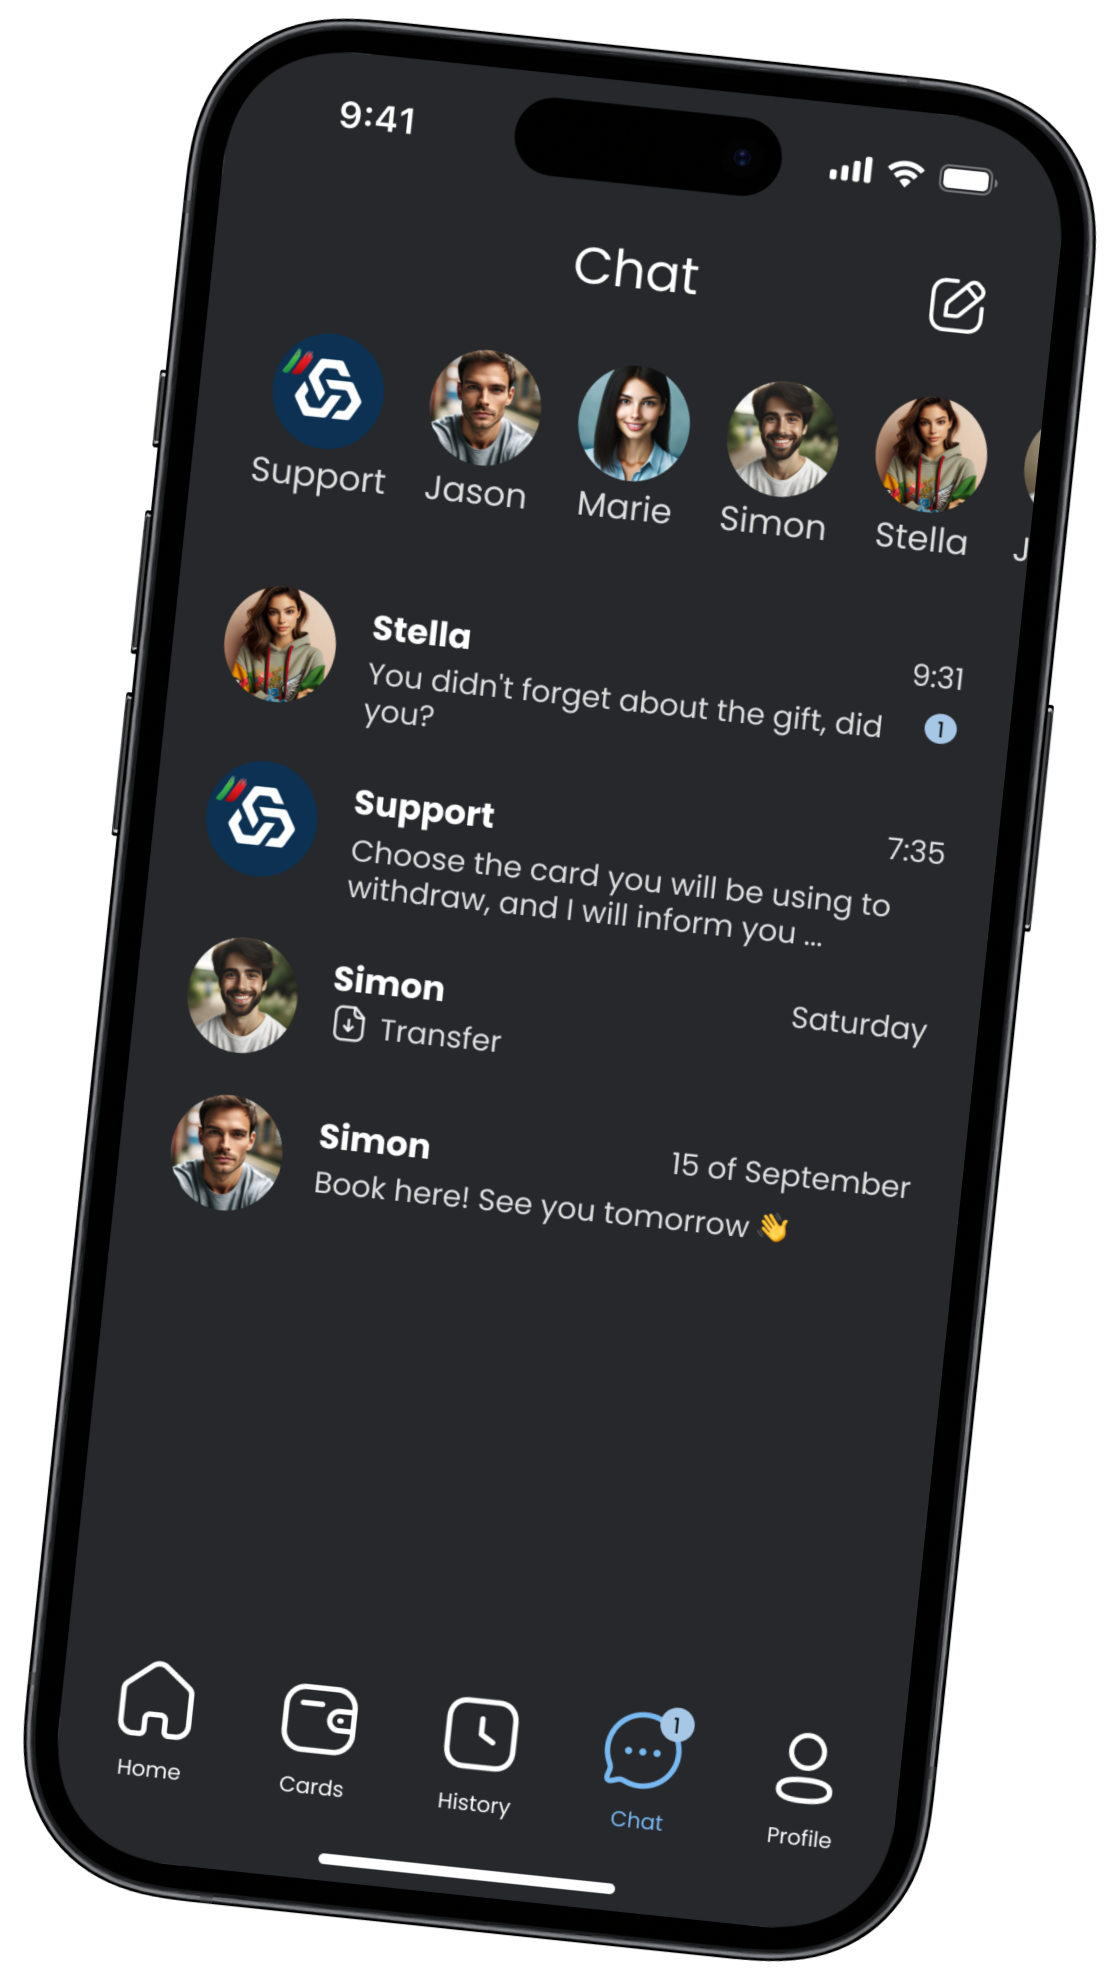 9:41
Chat
Support Jason Marie Simon Stella J
Stella
9:31
You didn't forget about the gift, did
you?
1
Support
7:35
Choose the card you will be using to
withdraw, and I will inform you ...
Simon
Saturday
Transfer
Simon
15 of September
Book here! See you tomorrow 👋
1
Home Cards History Chat Profile